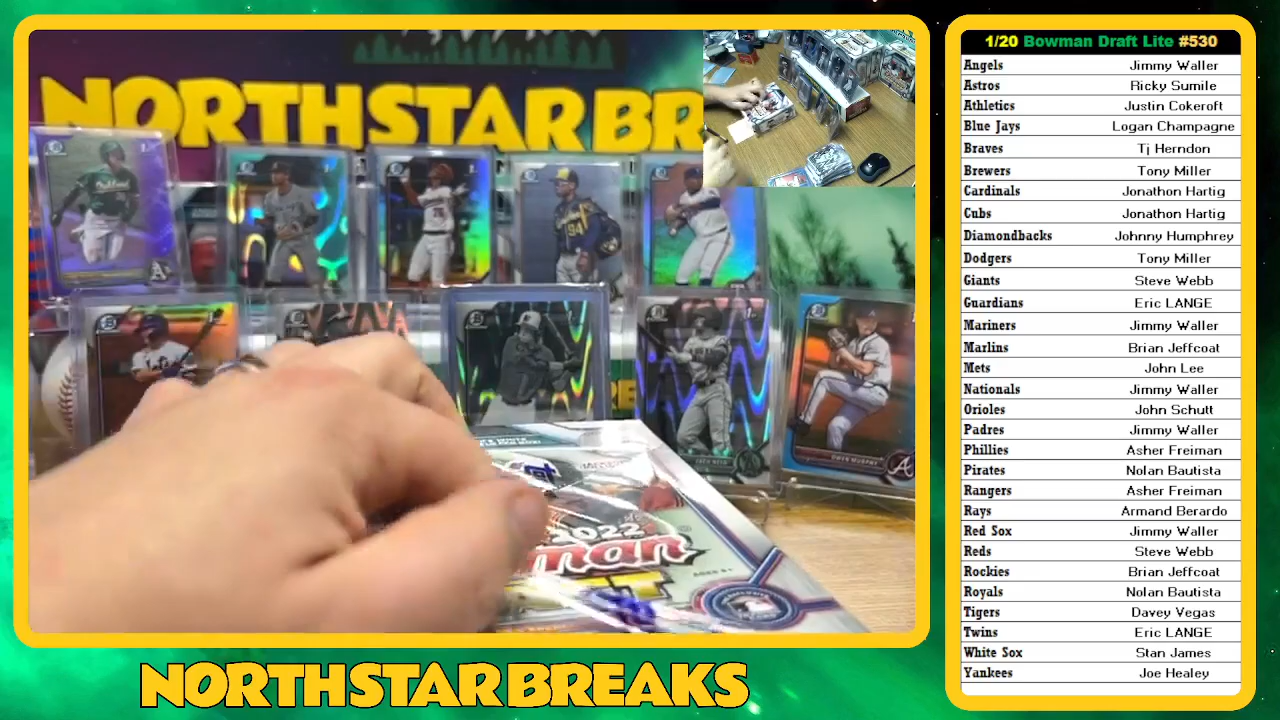 NORTHSTAR BR
2022
AGES 6+
OWEN MURPHY
NORTHSTAR BREAKS
1/20 Bowman Draft Lite #530
Angels Jimmy Waller
Astros Ricky Sumile
Athletics Justin Cokeroft
Blue Jays Logan Champagne
Braves Tj Herndon
Brewers Tony Miller
Cardinals Jonathon Hartig
Cubs Jonathon Hartig
Diamondbacks Johnny Humphrey
Dodgers Tony Miller
Giants Steve Webb
Guardians Eric LANGE
Mariners Jimmy Waller
Marlins Brian Jeffcoat
Mets John Lee
Nationals Jimmy Waller
Orioles John Schutt
Padres Jimmy Waller
Phillies Asher Freiman
Pirates Nolan Bautista
Rangers Asher Freiman
Rays Armand Berardo
Red Sox Jimmy Waller
Reds Steve Webb
Rockies Brian Jeffcoat
Royals Nolan Bautista
Tigers Davey Vegas
Twins Eric LANGE
White Sox Stan James
Yankees Joe Healey